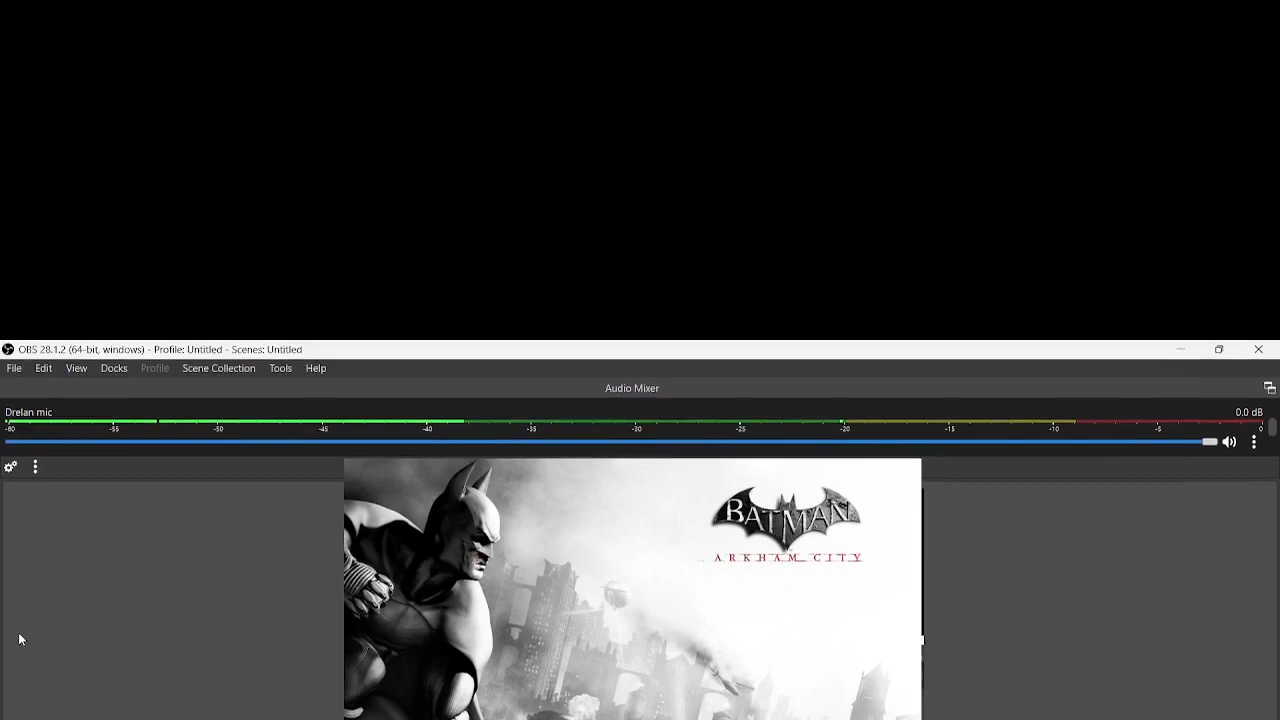 OBS 28.1.2 (64-bit, windows) - Profile: Untitled - Scenes: Untitled
File Edit View Docks Profile Scene Collection Tools Help
Audio Mixer
Drelan mic 0.0 dB
-60 -55 -50 -45 -40 -35 -30 -25 -20 -15 -10 -5 0
BATMAN
ARKHAM CITY